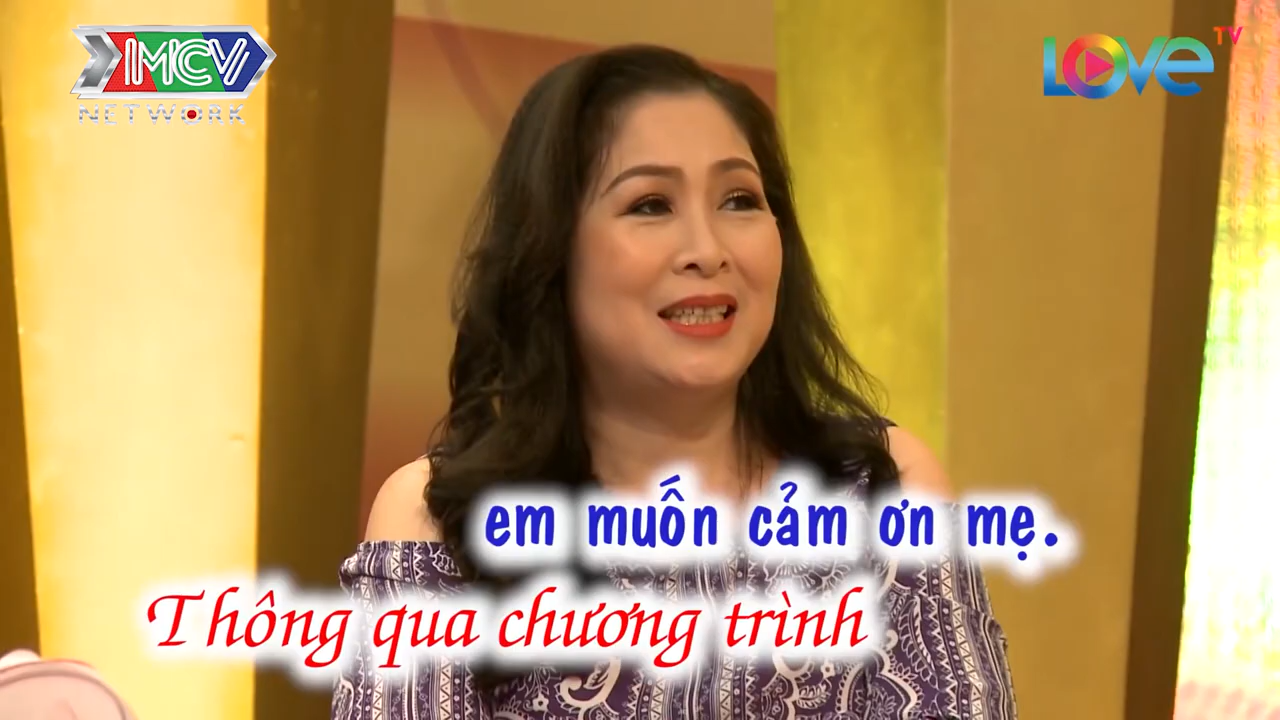 MCV
NETWORK
LOVE TV
em muốn cảm ơn mẹ.
Thông qua chương trình